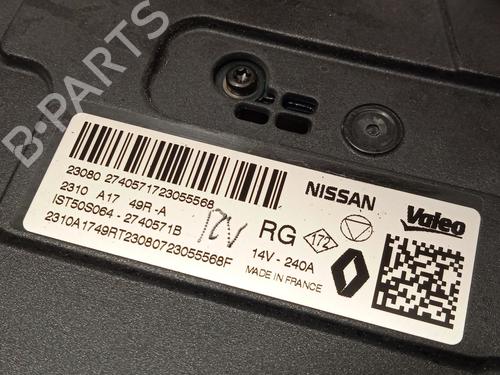 B-PARTS
23080 2740571723055568
2310 A17 49R -A
IST50S064 - 2740571B
2310A1749RT23080723055568F
12V
NISSAN
RG
172
14V - 240A
MADE IN FRANCE
Valeo